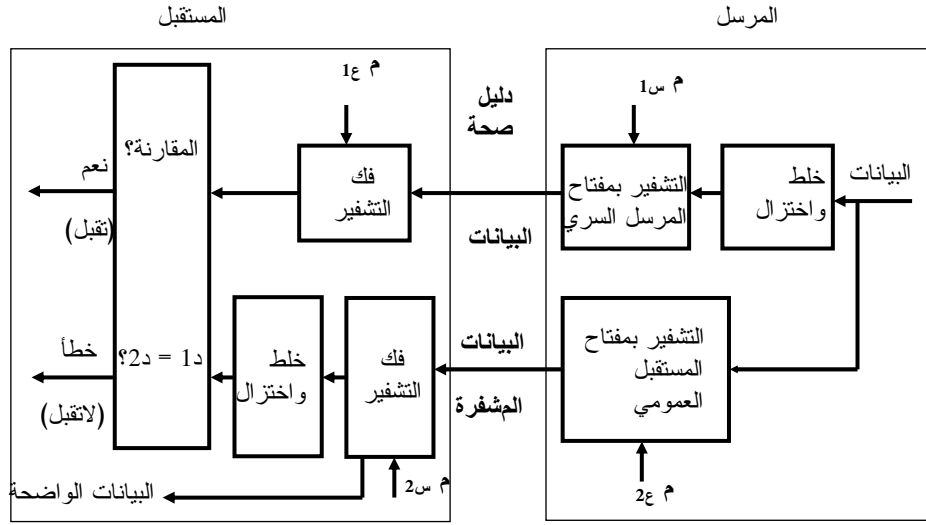 المرسل
المستقبل
البيانات
خلط
واختزال
م س1
التشفير بمفتاح
المرسل السري
التشفير بمفتاح
المستقبل
العمومي
م ع2
دليل
صحة
البيانات
البيانات
المشفرة
م ع1
فك
التشفير
فك
التشفير
م س2
خلط
واختزال
المقارنة؟
د1 = د2؟
نعم
(تقبل)
خطأ
(لاتقبل)
البيانات الواضحة